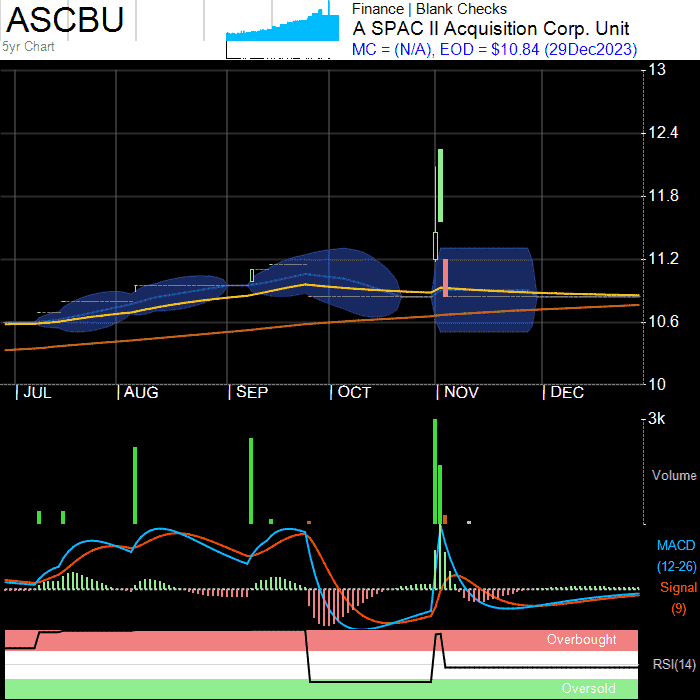 ASCBU
5yr Chart
Finance | Blank Checks
A SPAC II Acquisition Corp. Unit
MC = (N/A), EOD = $10.84 (29Dec2023)
13
12.4
11.8
11.2
10.6
10
JUL AUG SEP OCT NOV DEC
3k
Volume
MACD
(12-26)
Signal
(9)
Overbought
RSI(14)
Oversold